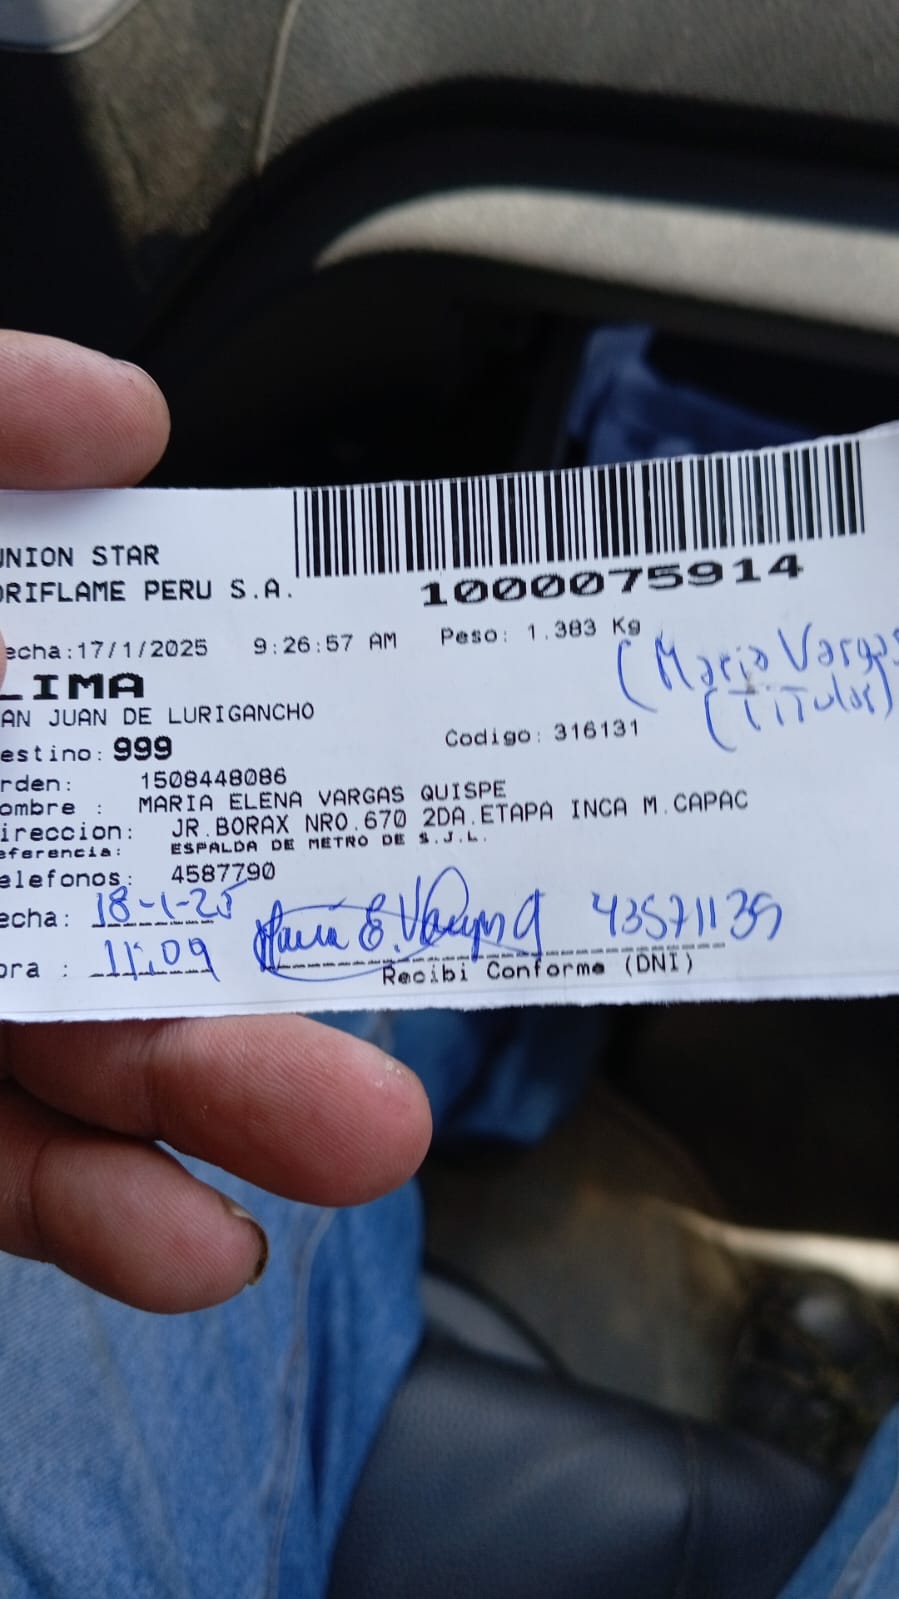 UNION STAR
ORIFLAME PERU S.A.
1000075914
echa:17/1/2025 9:26:57 AM Peso: 1.383 Kg
(Maria Vargas
LIMA
(TiTular)
AN JUAN DE LURIGANCHO
estino: 999 Codigo: 316131
rden: 1508448086
ombre : MARIA ELENA VARGAS QUISPE
ireccion: JR.BORAX NRO.670 2DA.ETAPA INCA M.CAPAC
eferencia: ESPALDA DE METRO DE S.J.L.
elefonos: 4587790
echa: 18-1-25
Maria E. Vargas Q 43571139
ora : 11:09
Recibi Conforme (DNI)